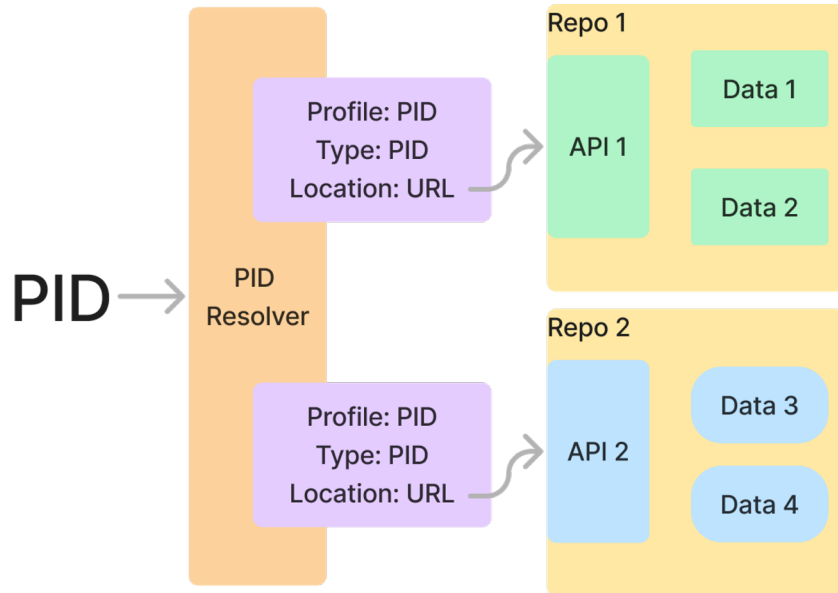 PID
PID
Resolver
Profile: PID
Type: PID
Location: URL
Profile: PID
Type: PID
Location: URL
Repo 1
API 1
Data 1
Data 2
Repo 2
API 2
Data 3
Data 4